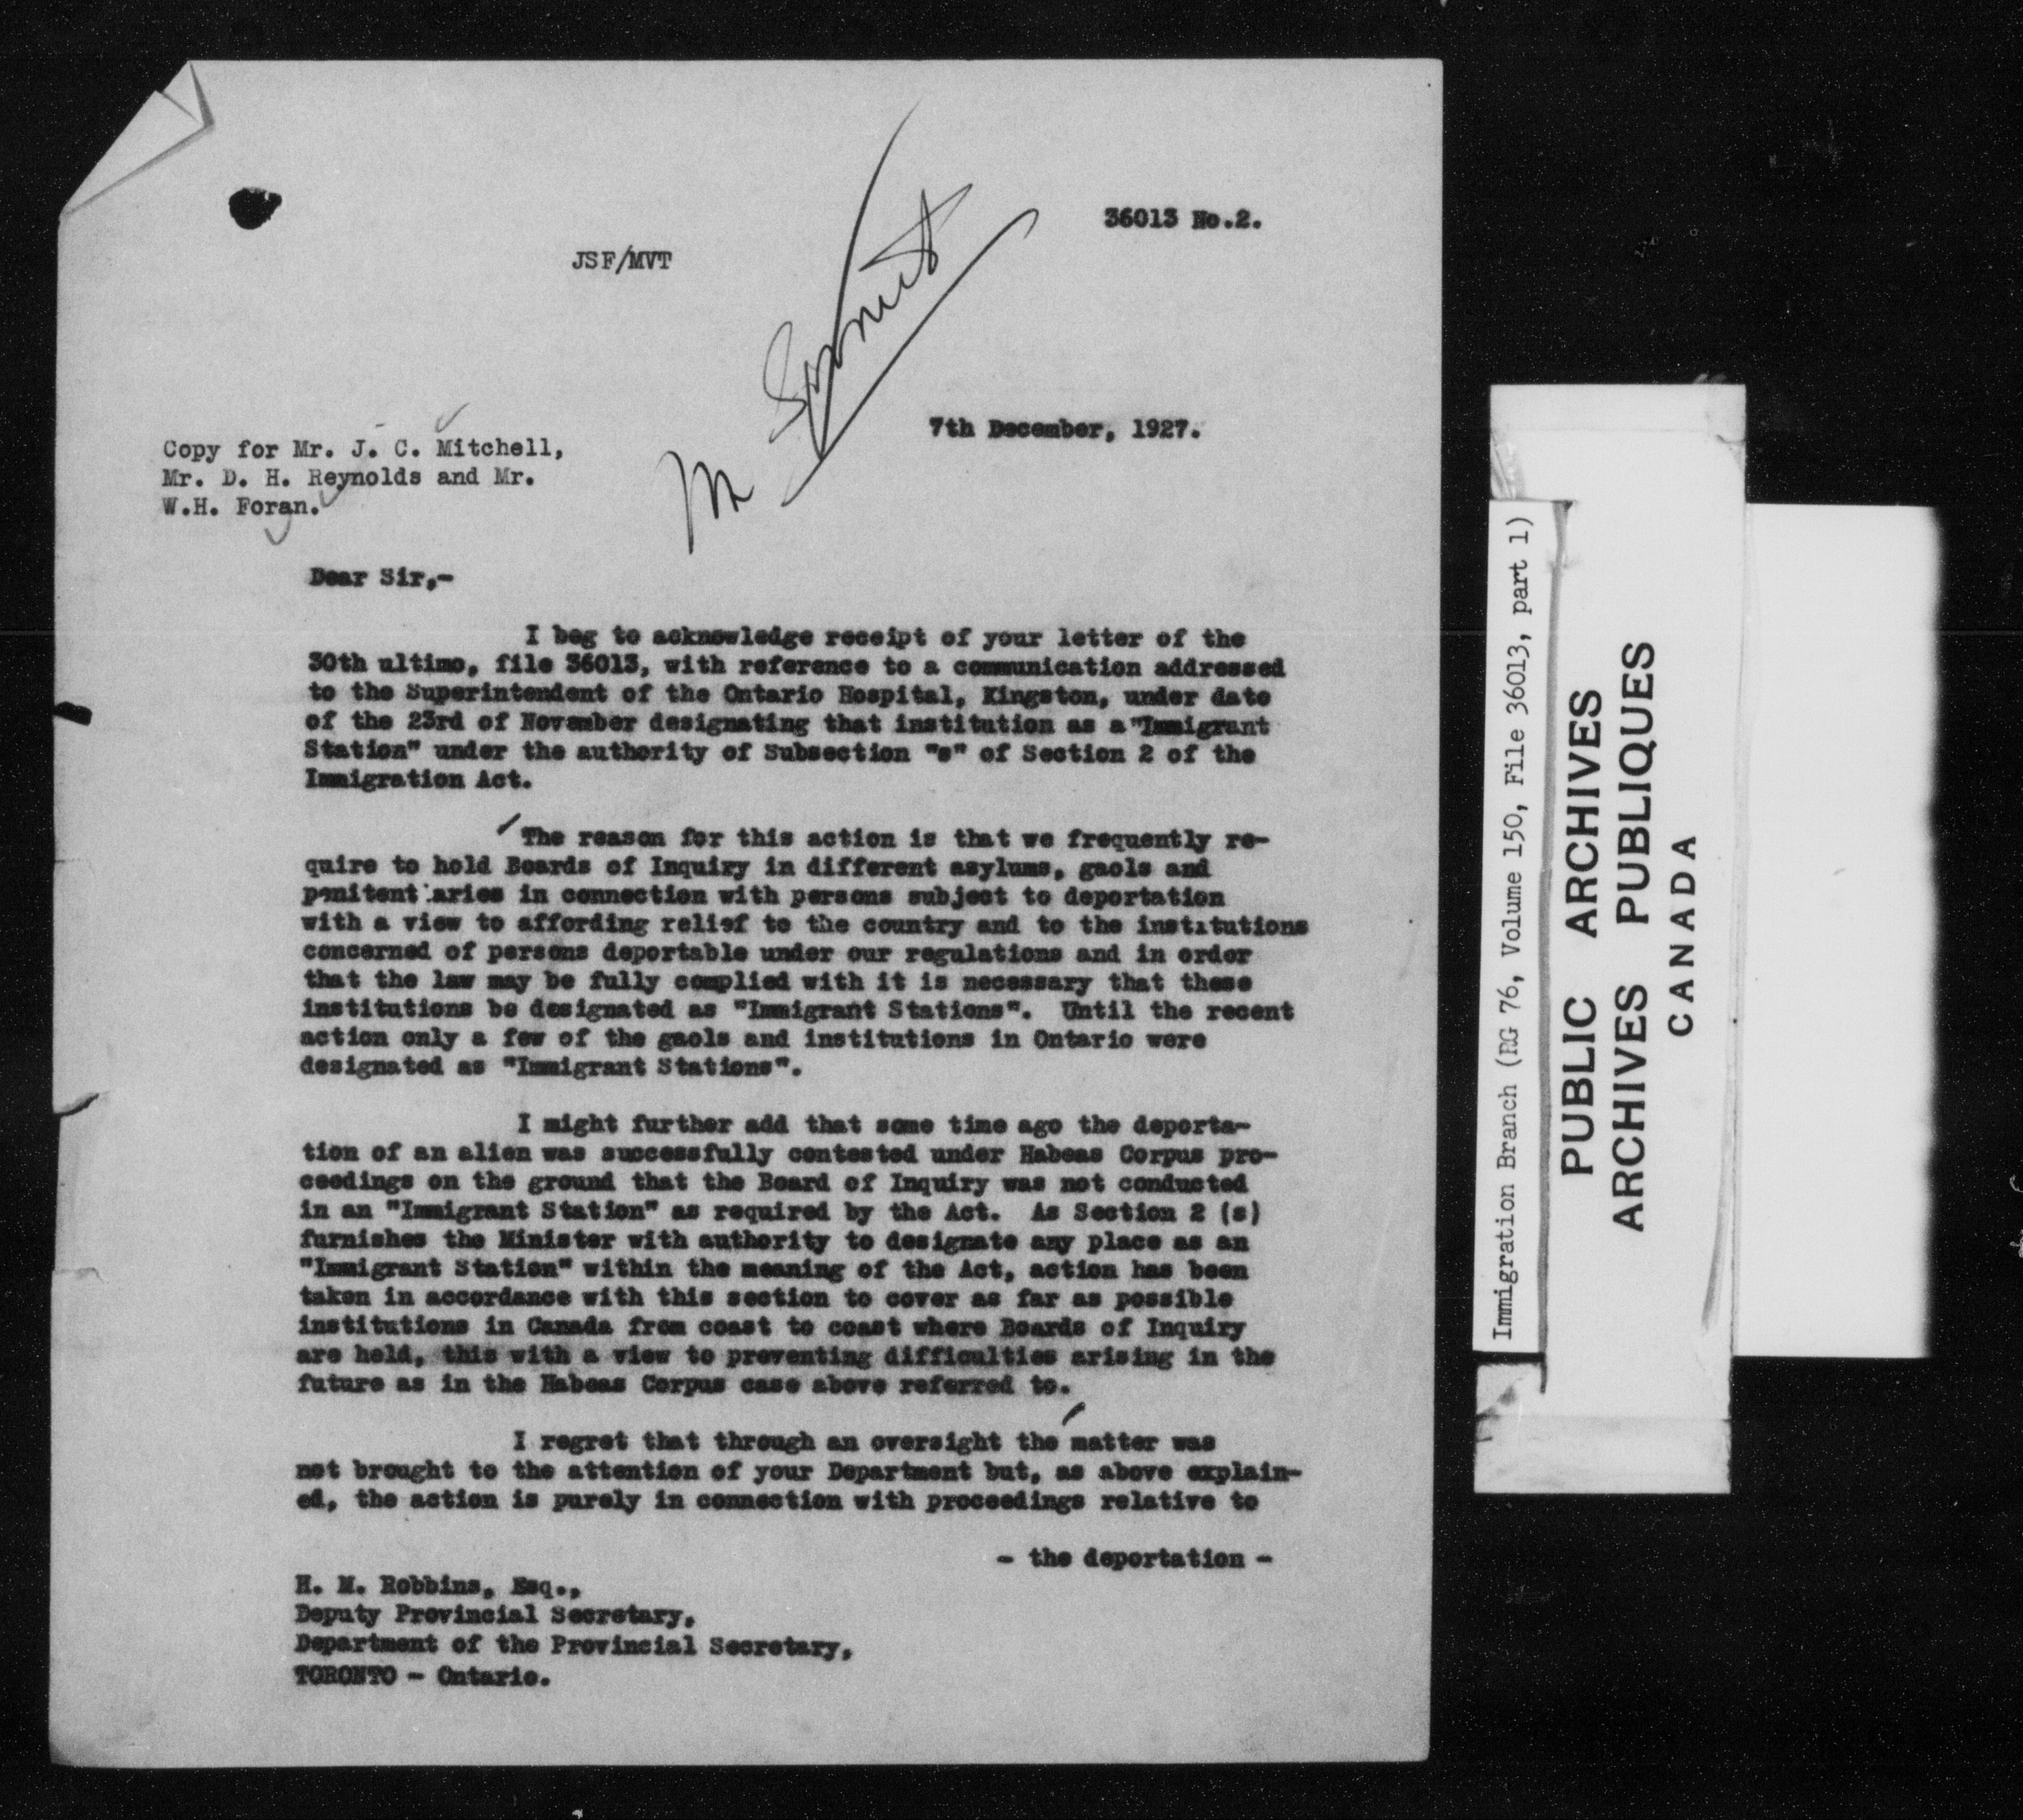 36013 No.2.
JSF/MVT
7th December, 1927.
Copy for Mr. J. C. Mitchell,
Mr. D. H. Reynolds and Mr.
W.H. Foran.
Mr
Dear Sir,-
I beg to acknowledge receipt of your letter of the
30th ultimo, file 36013, with reference to a communication addressed
to the Superintendent of the Ontario Hospital, Kingston, under date
of the 23rd of November designating that institution as a "Immigrant
Station" under the authority of Subsection "s" of Section 2 of the
Immigration Act.
The reason for this action is that we frequently re-
quire to hold Boards of Inquiry in different asylums, gaols and
penitentiaries in connection with persons subject to deportation
with a view to affording relief to the country and to the institutions
concerned of persons deportable under our regulations and in order
that the law may be fully complied with it is necessary that these
institutions be designated as "Immigrant Stations". Until the recent
action only a few of the gaols and institutions in Ontario were
designated as "Immigrant Stations".
I might further add that some time ago the deporta-
tion of an alien was successfully contested under Habeas Corpus pro-
ceedings on the ground that the Board of Inquiry was not conducted
in an "Immigrant Station" as required by the Act. As Section 2 (s)
furnishes the Minister with authority to designate any place as an
"Immigrant Station" within the meaning of the Act, action has been
taken in accordance with this section to cover as far as possible
institutions in Canada from coast to coast where Boards of Inquiry
are held, this with a view to preventing difficulties arising in the
future as in the Habeas Corpus case above referred to.
I regret that through an oversight the matter was
not brought to the attention of your Department but, as above explain-
ed, the action is purely in connection with proceedings relative to
- the deportation -
H. M. Robbins, Esq.,
Deputy Provincial Secretary,
Department of the Provincial Secretary,
TORONTO - Ontario.
Immigration Branch (RG 76, Volume 150, File 36013, part 1)
PUBLIC ARCHIVES
ARCHIVES PUBLIQUES
CANADA